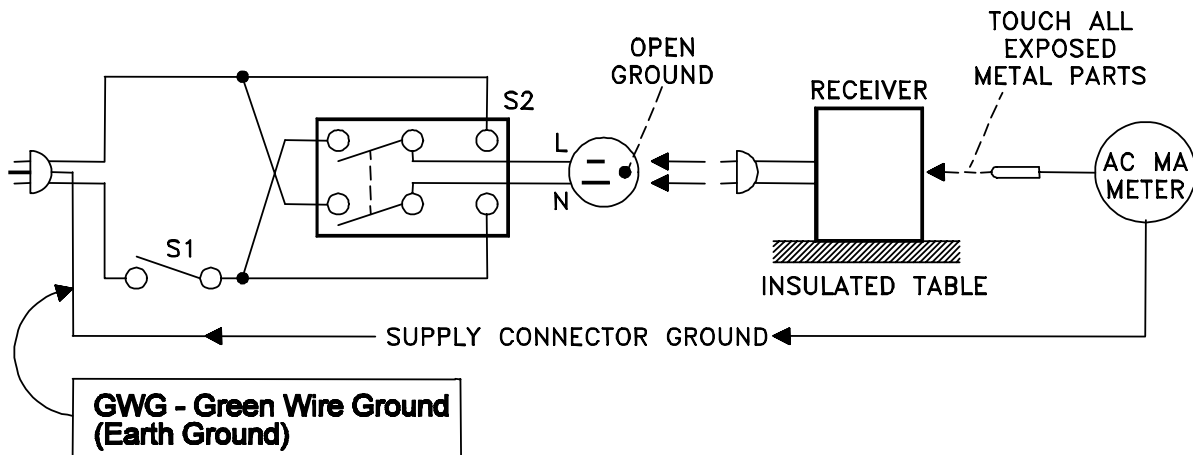 TOUCH ALL
EXPOSED
METAL PARTS
OPEN
GROUND
RECEIVER
S2
L
N
AC MA
METER
S1
INSULATED TABLE
SUPPLY CONNECTOR GROUND
GWG - Green Wire Ground
(Earth Ground)